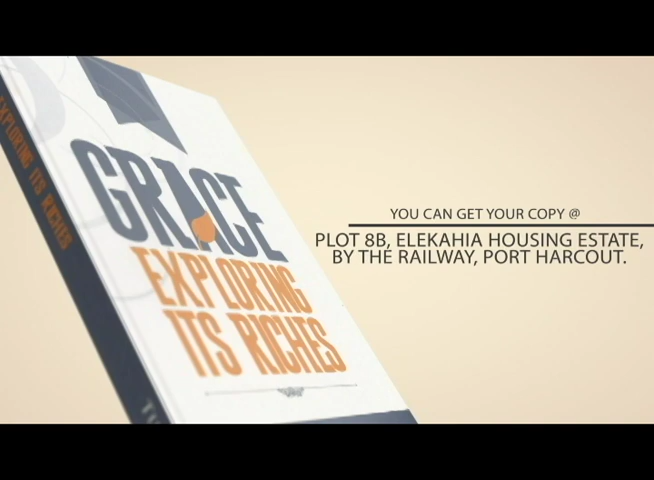 GRACE
EXPLORING
ITS RICHES
EXPLORING ITS RICHES
YOU CAN GET YOUR COPY @
PLOT 8B, ELEKAHIA HOUSING ESTATE,
BY THE RAILWAY, PORT HARCOUT.